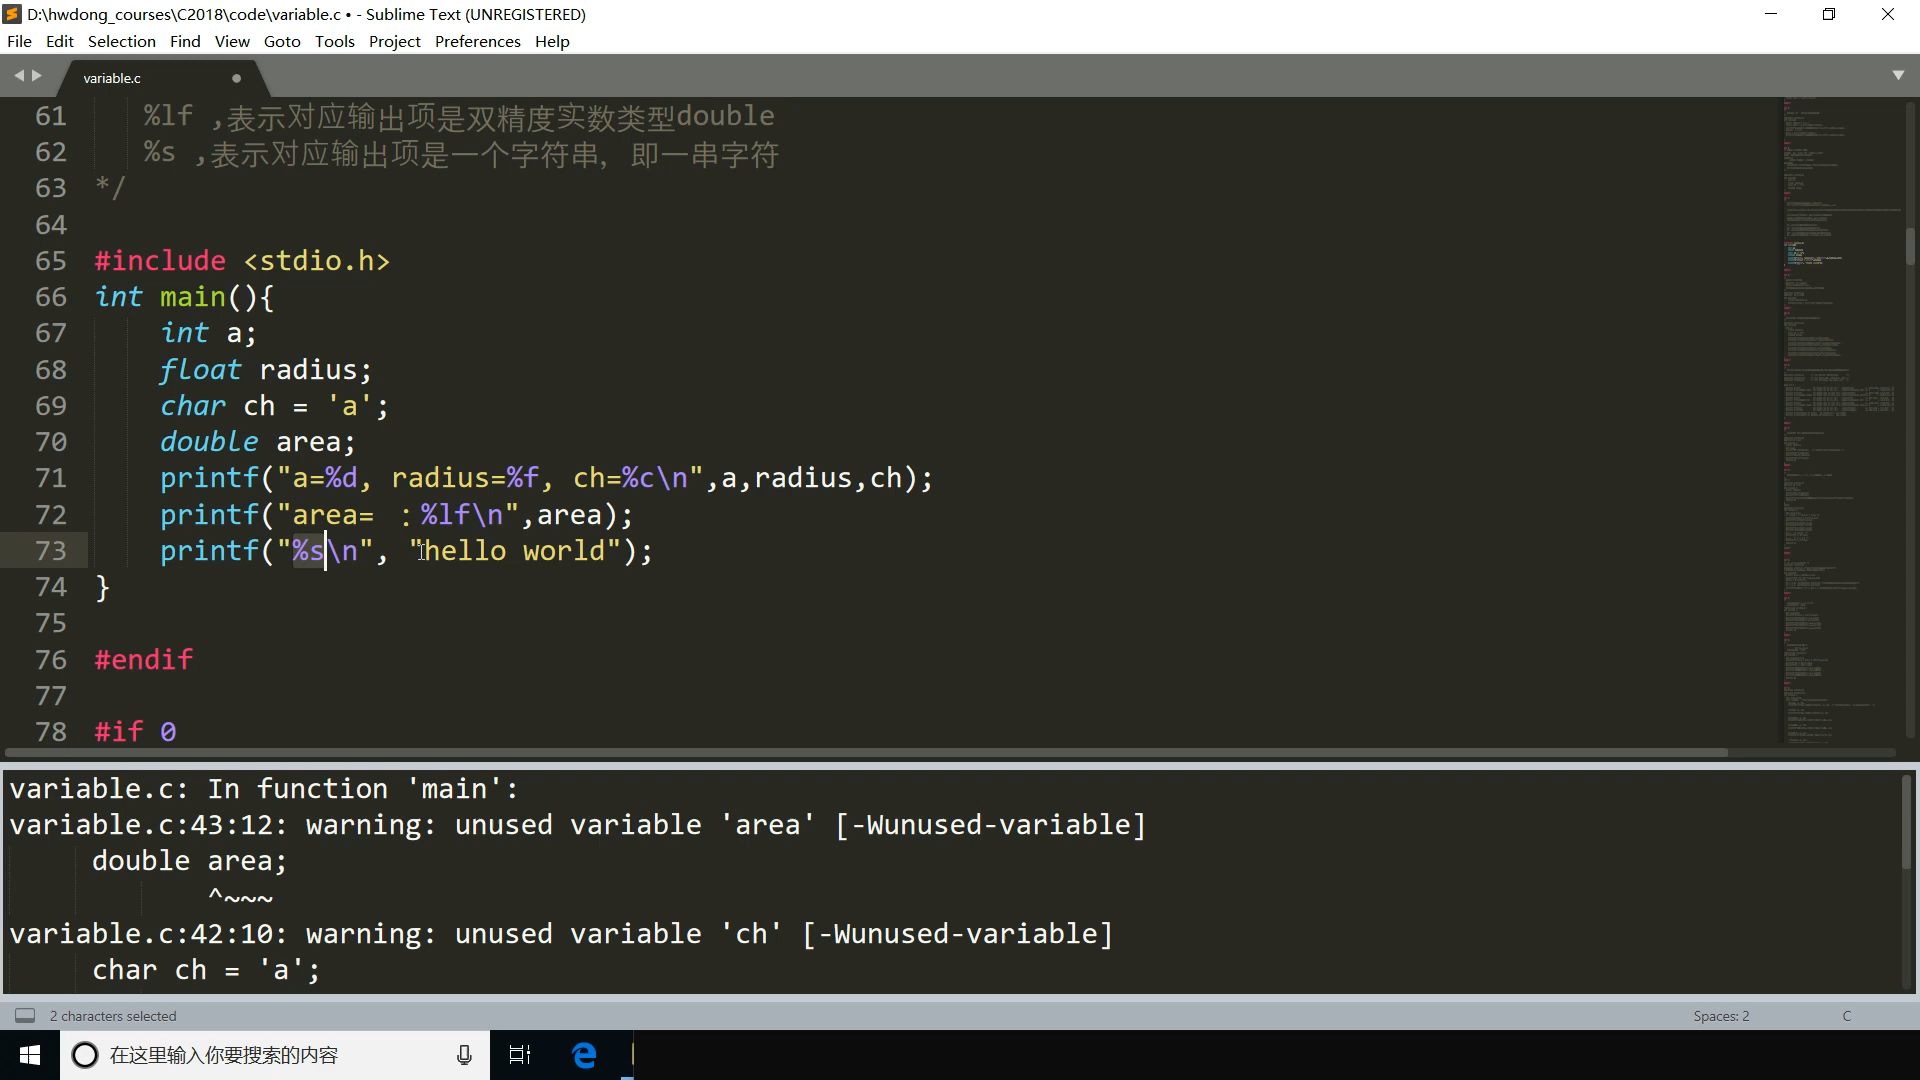 D:\hwdong_courses\C2018\code\variable.c • - Sublime Text (UNREGISTERED)
File Edit Selection Find View Goto Tools Project Preferences Help
variable.c
61 %lf ,表示对应输出项是双精度实数类型double
62 %s ,表示对应输出项是一个字符串，即一串字符
63 */
64
65 #include <stdio.h>
66 int main(){
67 int a;
68 float radius;
69 char ch = 'a';
70 double area;
71 printf("a=%d, radius=%f, ch=%c\n",a,radius,ch);
72 printf("area= ：%lf\n",area);
73 printf("%s\n", "hello world");
74 }
75
76 #endif
77
78 #if 0
variable.c: In function 'main':
variable.c:43:12: warning: unused variable 'area' [-Wunused-variable]
double area;
^~~~
variable.c:42:10: warning: unused variable 'ch' [-Wunused-variable]
char ch = 'a';
2 characters selected Spaces: 2 C
在这里输入你要搜索的内容